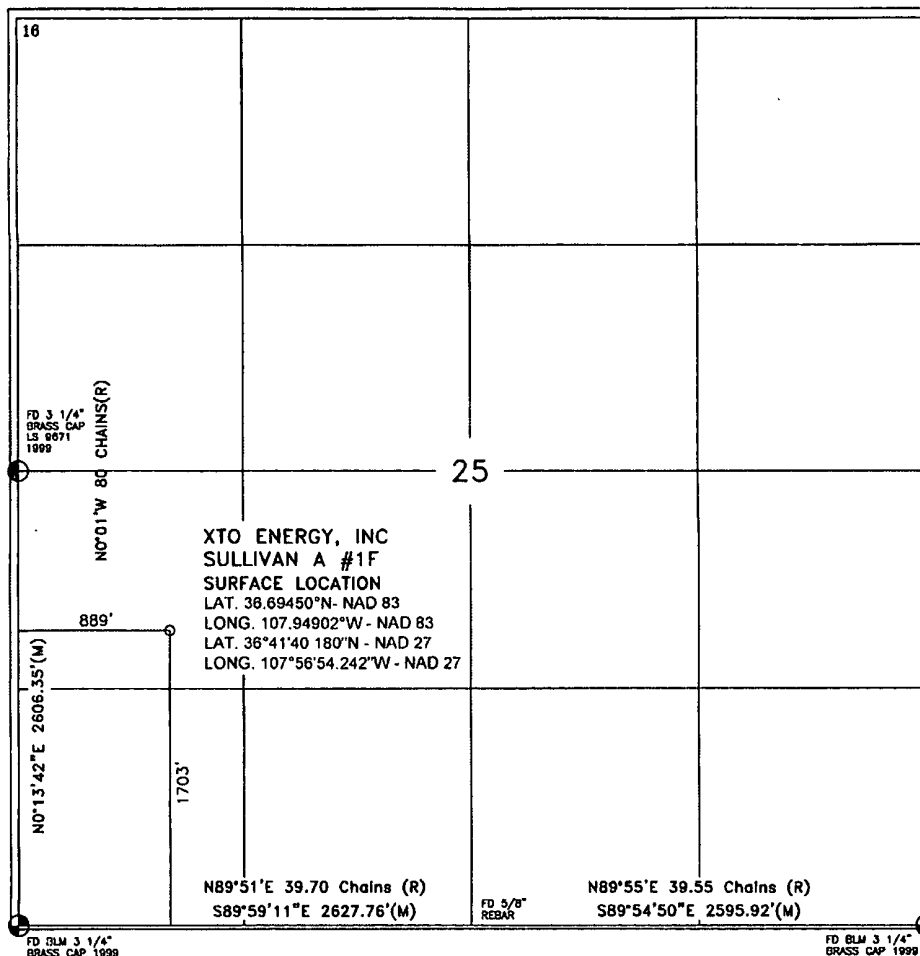 16
FD 3 1/4"
BRASS CAP
LS 9671
1999
N0°01'W 80 CHAINS(R)
25
XTO ENERGY, INC
SULLIVAN A #1F
SURFACE LOCATION
LAT. 36.69450°N- NAD 83
LONG. 107.94902°W - NAD 83
LAT. 36°41'40 180"N - NAD 27
LONG. 107°56'54.242"W - NAD 27
889'
N0°13'42"E 2606.35'(M)
1703'
N89°51'E 39.70 Chains (R)
S89°59'11"E 2627.76'(M)
FD 5/8"
REBAR
N89°55'E 39.55 Chains (R)
S89°54'50"E 2595.92'(M)
FD BLM 3 1/4"
BRASS CAP 1999
FD BLM 3 1/4"
BRASS CAP 1999